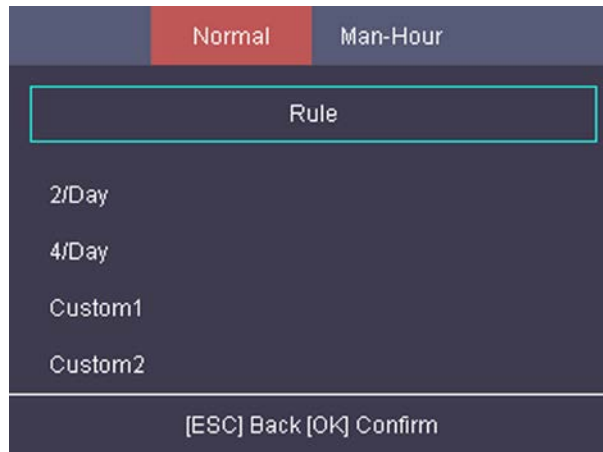 Normal Man-Hour
Rule
2/Day
4/Day
Custom1
Custom2
[ESC] Back [OK] Confirm